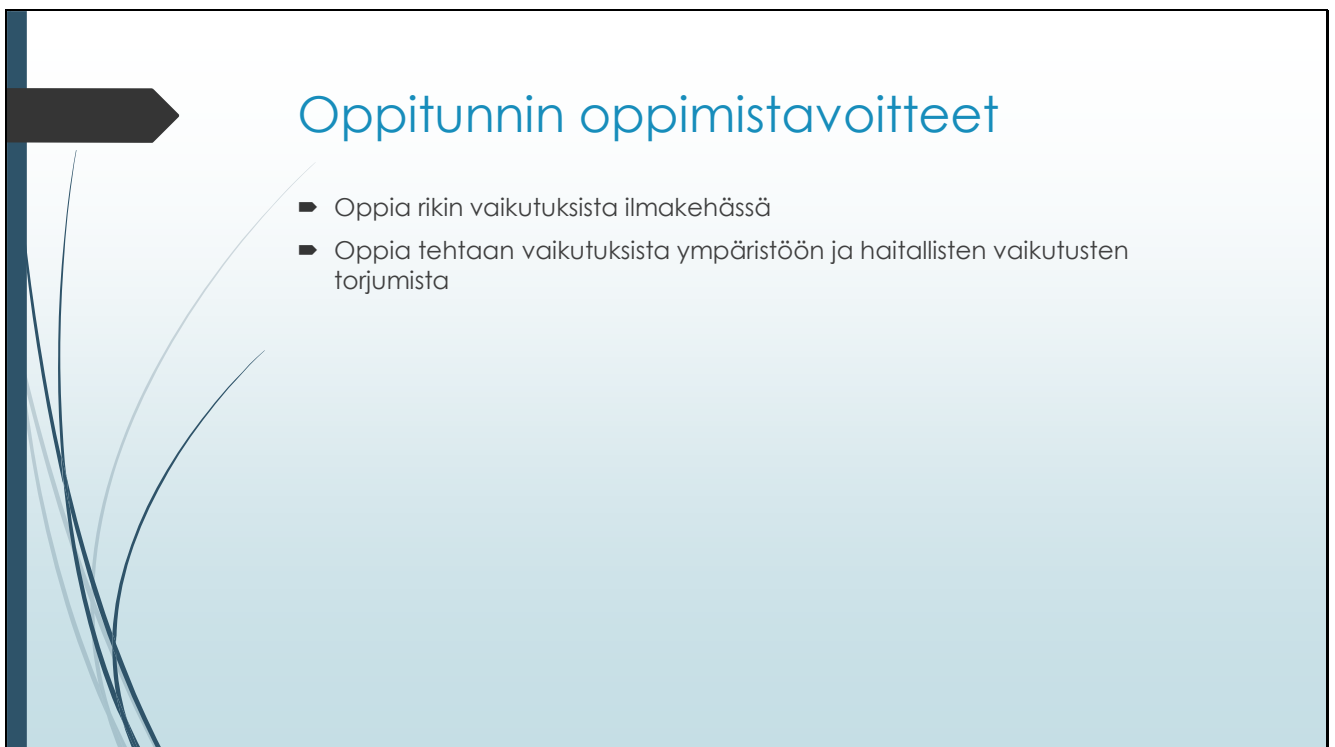 Oppitunnin oppimistavoitteet
Oppia rikin vaikutuksista ilmakehässä
Oppia tehtaan vaikutuksista ympäristöön ja haitallisten vaikutusten
torjumista